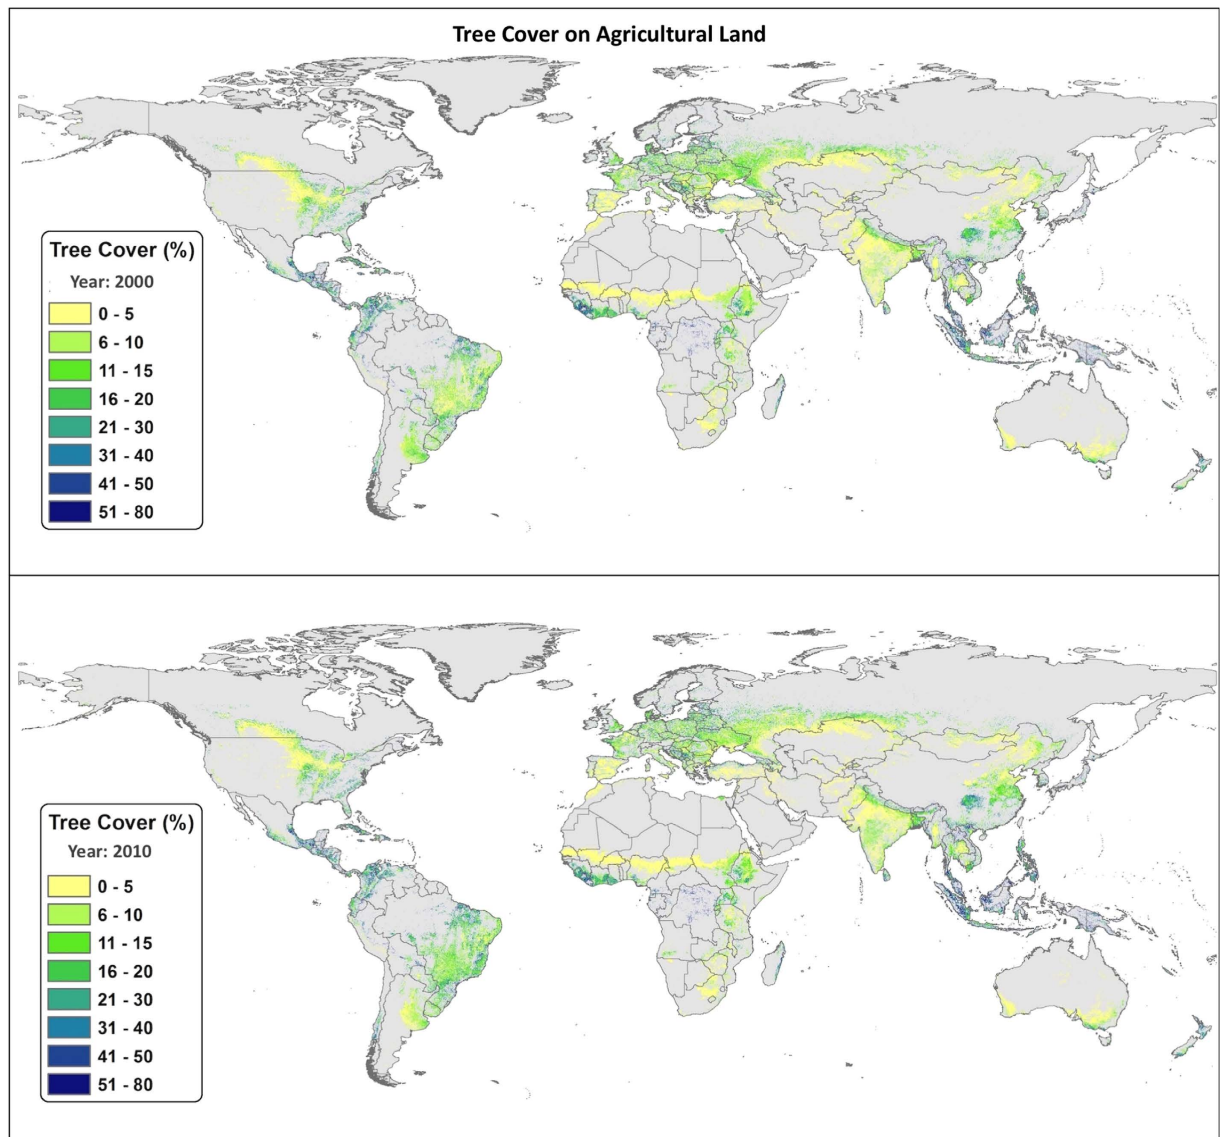 Tree Cover on Agricultural Land
Tree Cover (%)
Year: 2000
0 - 5
6 - 10
11 - 15
16 - 20
21 - 30
31 - 40
41 - 50
51 - 80
Tree Cover (%)
Year: 2010
0 - 5
6 - 10
11 - 15
16 - 20
21 - 30
31 - 40
41 - 50
51 - 80